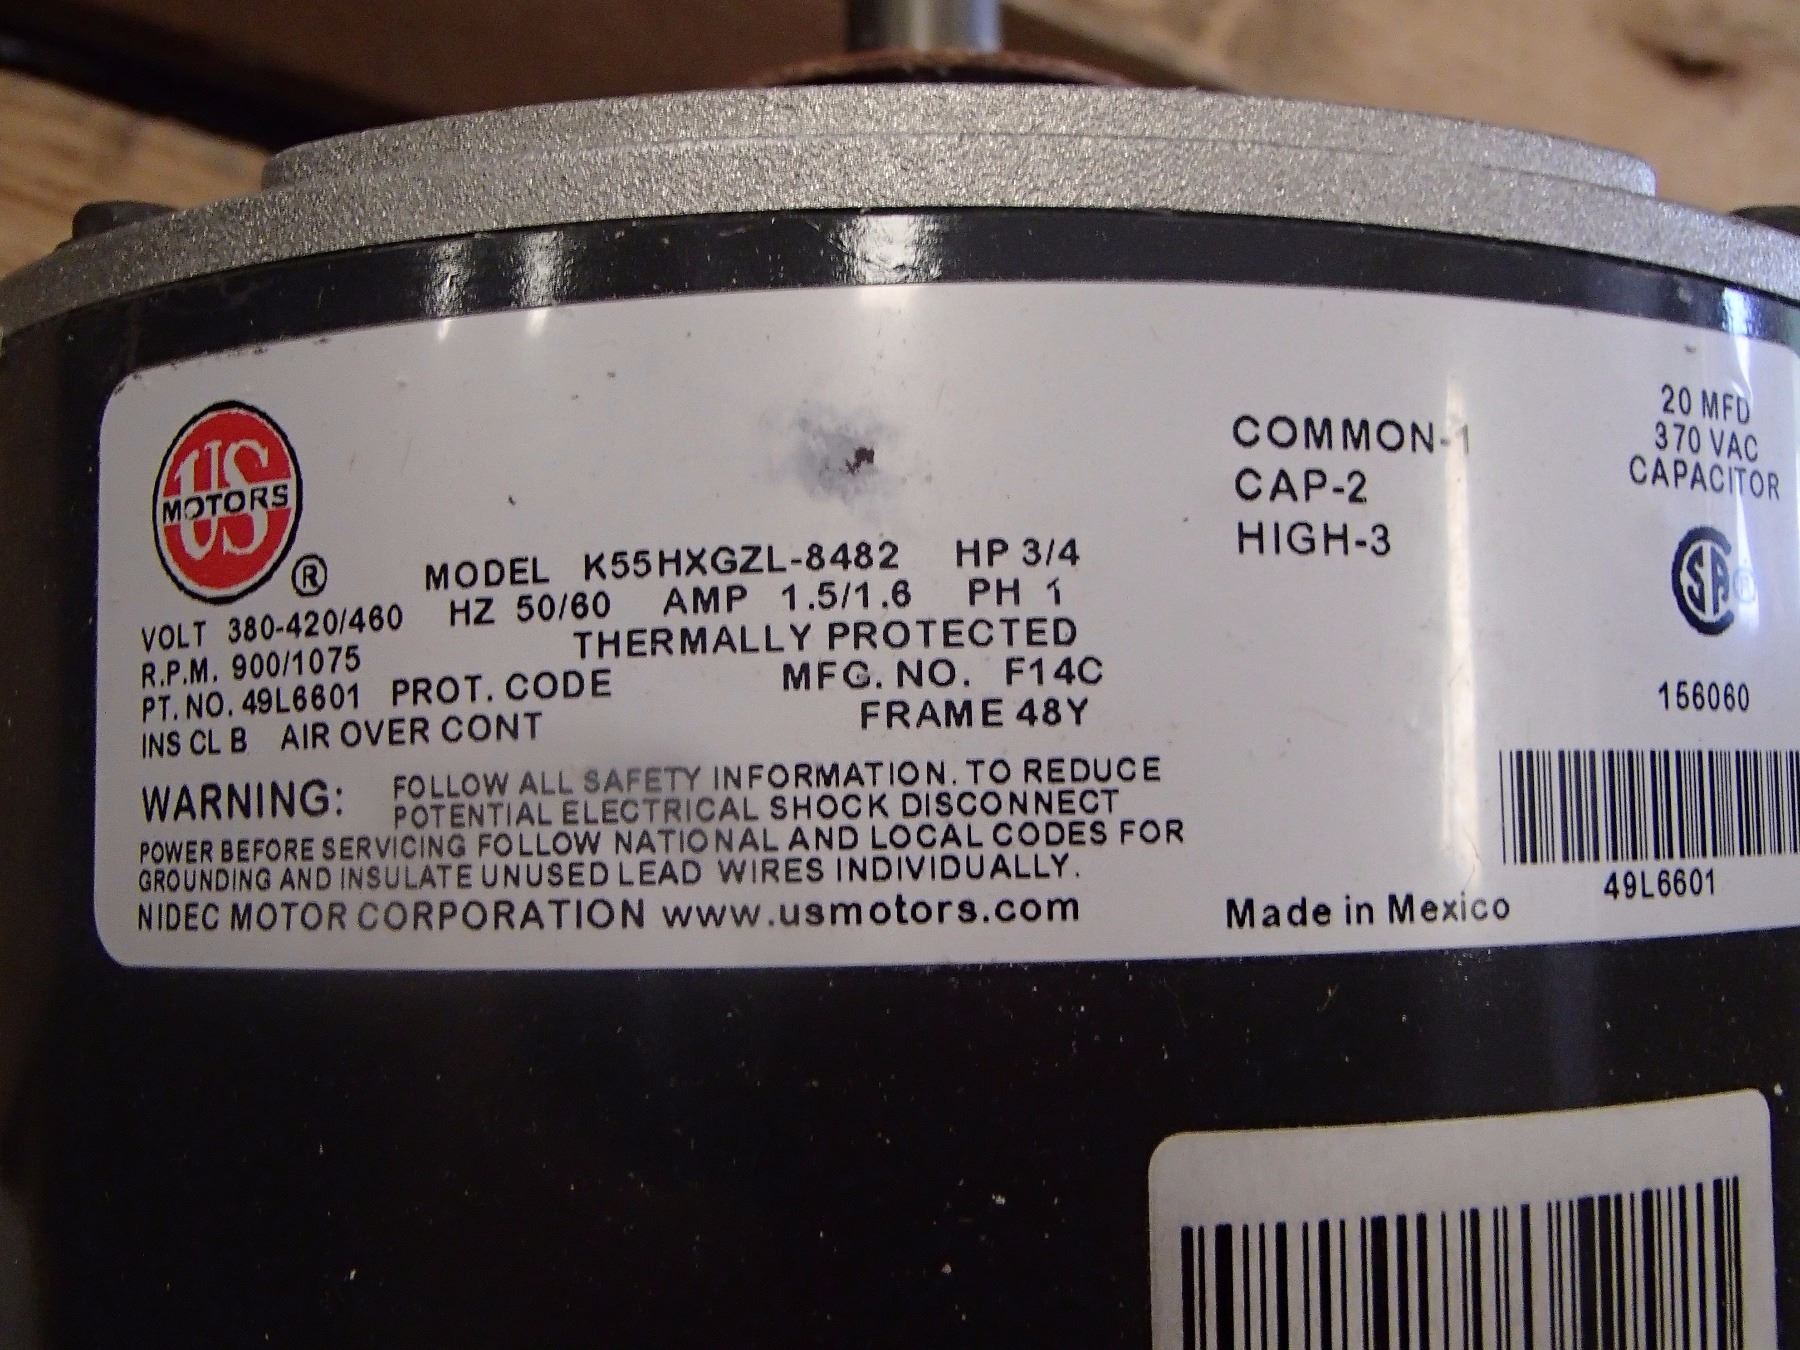 US
MOTORS
®
MODEL K55HXGZL-8482 HP 3/4
VOLT 380-420/460 HZ 50/60 AMP 1.5/1.6 PH 1
R.P.M. 900/1075 THERMALLY PROTECTED
PT. NO. 49L6601 PROT. CODE MFG. NO. F14C
INS CL B AIR OVER CONT FRAME 48Y
WARNING: FOLLOW ALL SAFETY INFORMATION. TO REDUCE
POTENTIAL ELECTRICAL SHOCK DISCONNECT
POWER BEFORE SERVICING FOLLOW NATIONAL AND LOCAL CODES FOR
GROUNDING AND INSULATE UNUSED LEAD WIRES INDIVIDUALLY.
NIDEC MOTOR CORPORATION www.usmotors.com
COMMON-1
CAP-2
HIGH-3
Made in Mexico
20 MFD
370 VAC
CAPACITOR
SA®
156060
49L6601